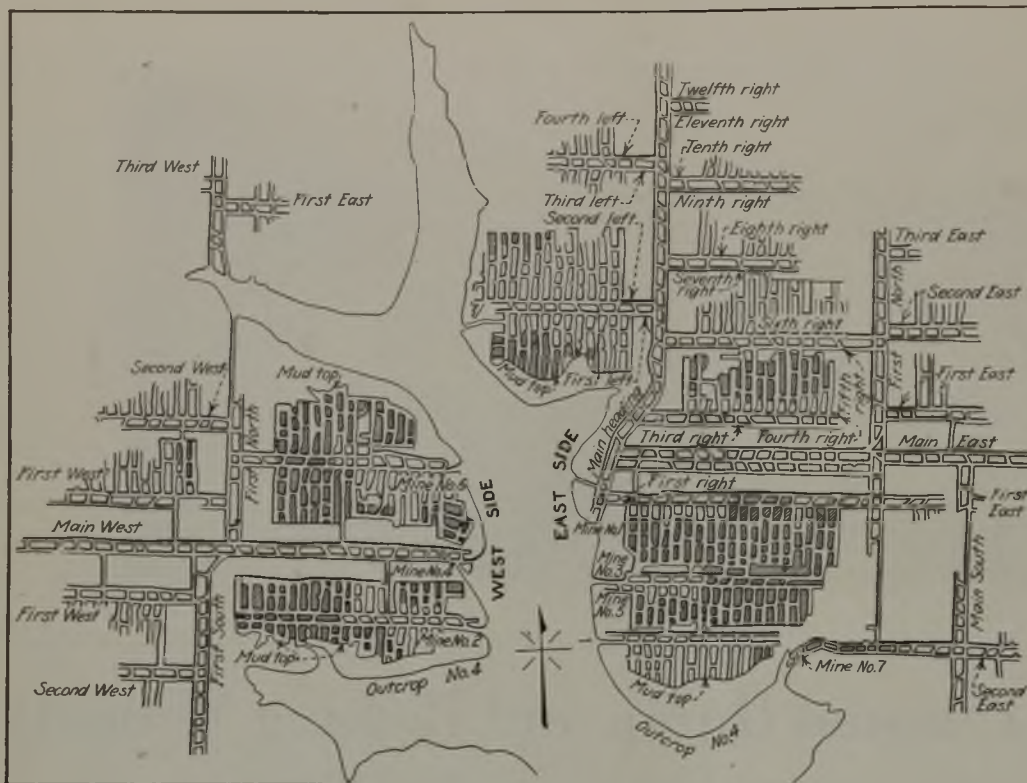 Twelfth right
Fourth left
Eleventh right
Tenth right
Third West
First East
Third left
Ninth right
Second left
Eighth right
Third East
Seventh
right
North
Second East
Sixth right
Second West
Mud top
Mud top
First left
First
First East
Fifth
right
North
First
Main heading
Third right
Fourth right
Main East
First West
Mine No.6
EAST SIDE
First right
First
East
Main West
WEST SIDE
Mine No.1
Mine No.4
Mine
No.3
Mine
No.5
First West
First South
Mine No.2
Main South
Mud top
Second West
Outcrop No.4
Mine No.7
Mud top
Second
East
Outcrop No.4